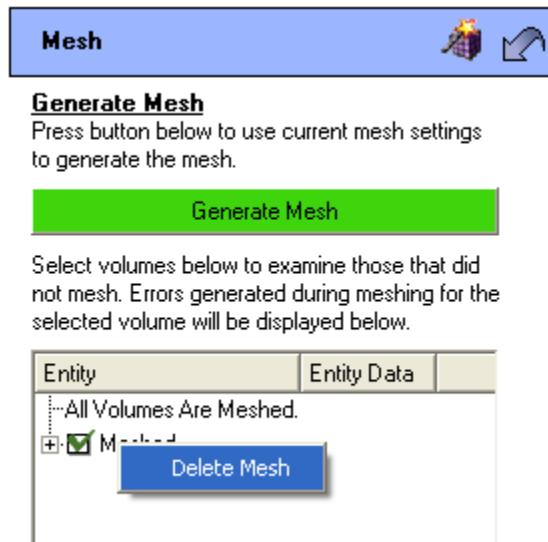 Mesh
Generate Mesh
Press button below to use current mesh settings
to generate the mesh.
Generate Mesh
Select volumes below to examine those that did
not mesh. Errors generated during meshing for the
selected volume will be displayed below.
Entity Entity Data
All Volumes Are Meshed.
Meshed
Delete Mesh